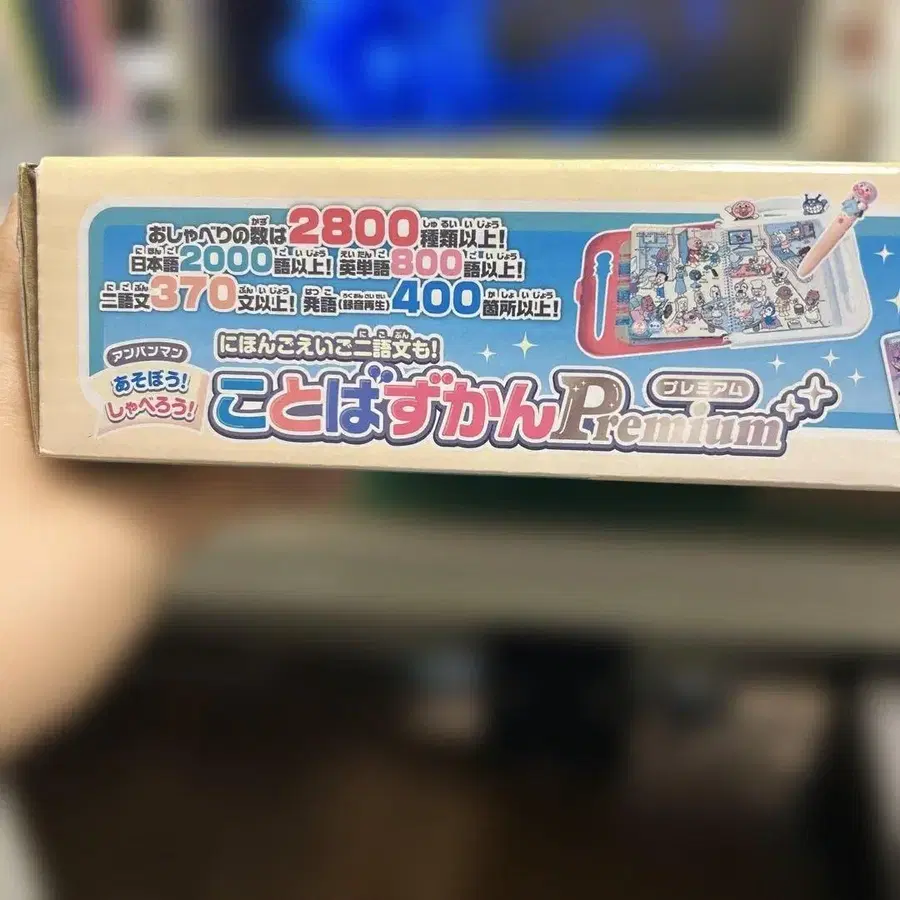 おしゃべりの数は2800種類以上!
日本語2000語以上! 英単語800語以上!
二語文370文以上! 発語(録音再生)400箇所以上!
にほんごえいご二語文も!
アンパンマン
あそぼう!
しゃべろう!
ことばずかんPremium
プレミアム